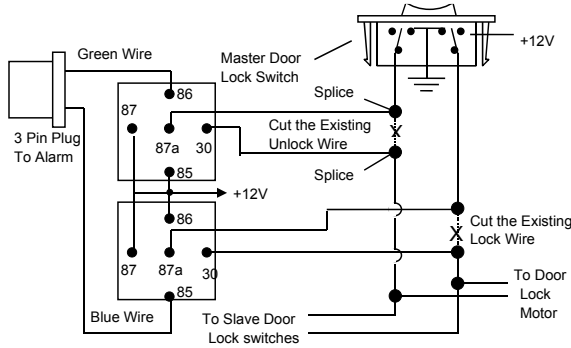 Green Wire
Master Door
Lock Switch
+12V
86
87
Splice
3 Pin Plug
To Alarm
87a
30
Cut the Existing
Unlock Wire
X
85
Splice
+12V
86
Cut the Existing
Lock Wire
X
87
87a
30
85
To Door
Lock
Motor
Blue Wire
To Slave Door
Lock switches